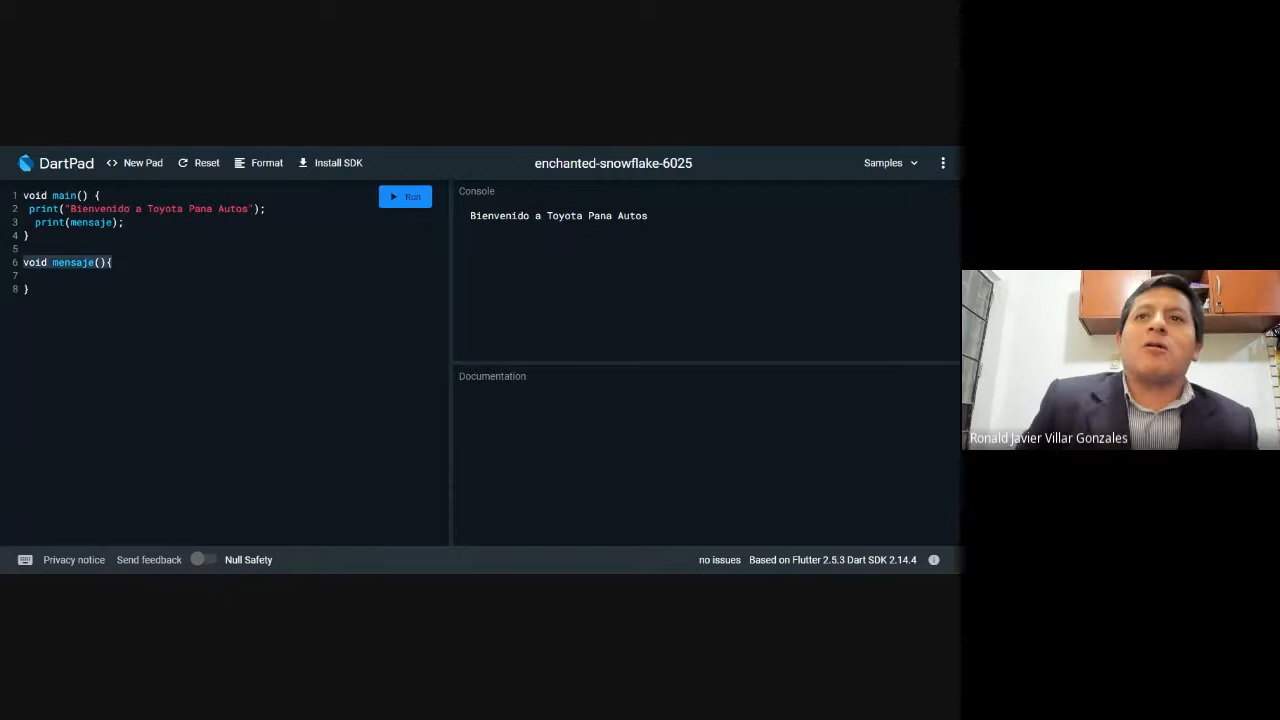 DartPad
<> New Pad
Reset
Format
Install SDK
enchanted-snowflake-6025
Samples
1 void main() {
2 print("Bienvenido a Toyota Pana Autos");
3 print(mensaje);
4 }
5
6 void mensaje(){
7
8 }
Run
Console
Bienvenido a Toyota Pana Autos
Documentation
Ronald Javier Villar Gonzales
Privacy notice
Send feedback
Null Safety
no issues
Based on Flutter 2.5.3 Dart SDK 2.14.4